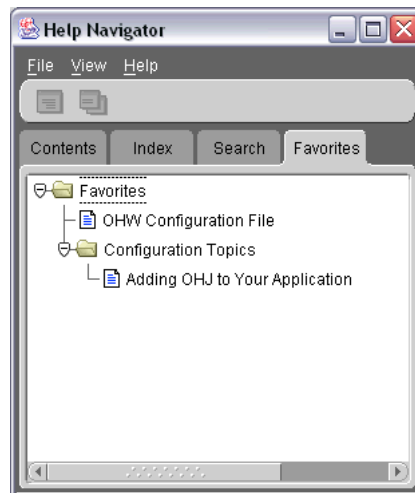 Help Navigator
File View Help
Contents Index Search Favorites
Favorites
OHW Configuration File
Configuration Topics
Adding OHJ to Your Application